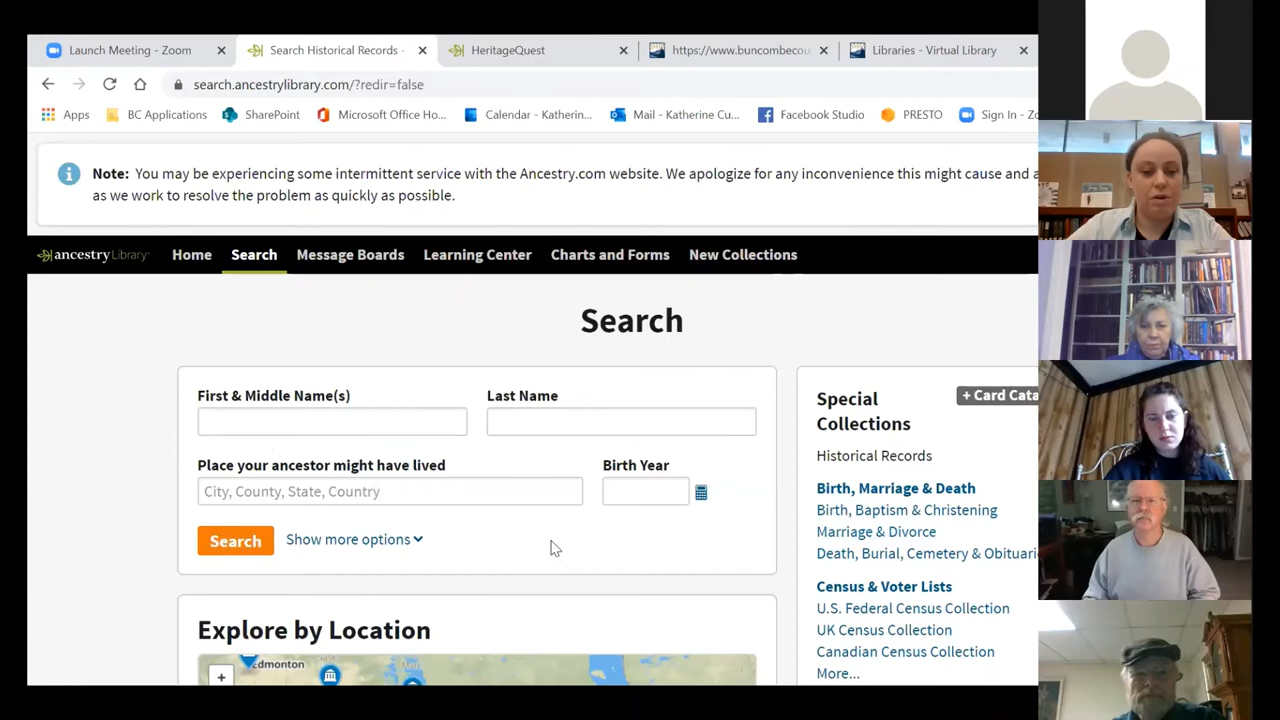 Launch Meeting - Zoom
Search Historical Records -
HeritageQuest
https://www.buncombecou
Libraries - Virtual Library
search.ancestrylibrary.com/?redir=false
Apps
BC Applications
SharePoint
Microsoft Office Ho...
Calendar - Katherin...
Mail - Katherine Cu...
Facebook Studio
PRESTO
Sign In - Zo
Note: You may be experiencing some intermittent service with the Ancestry.com website. We apologize for any inconvenience this might cause and a
as we work to resolve the problem as quickly as possible.
ancestryLibrary
Home
Search
Message Boards
Learning Center
Charts and Forms
New Collections
Search
First & Middle Name(s)
Last Name
Place your ancestor might have lived
Birth Year
City, County, State, Country
Search
Show more options
Explore by Location
Edmonton
+
Special
Collections
+ Card Cata
Historical Records
Birth, Marriage & Death
Birth, Baptism & Christening
Marriage & Divorce
Death, Burial, Cemetery & Obituarie
Census & Voter Lists
U.S. Federal Census Collection
UK Census Collection
Canadian Census Collection
More...